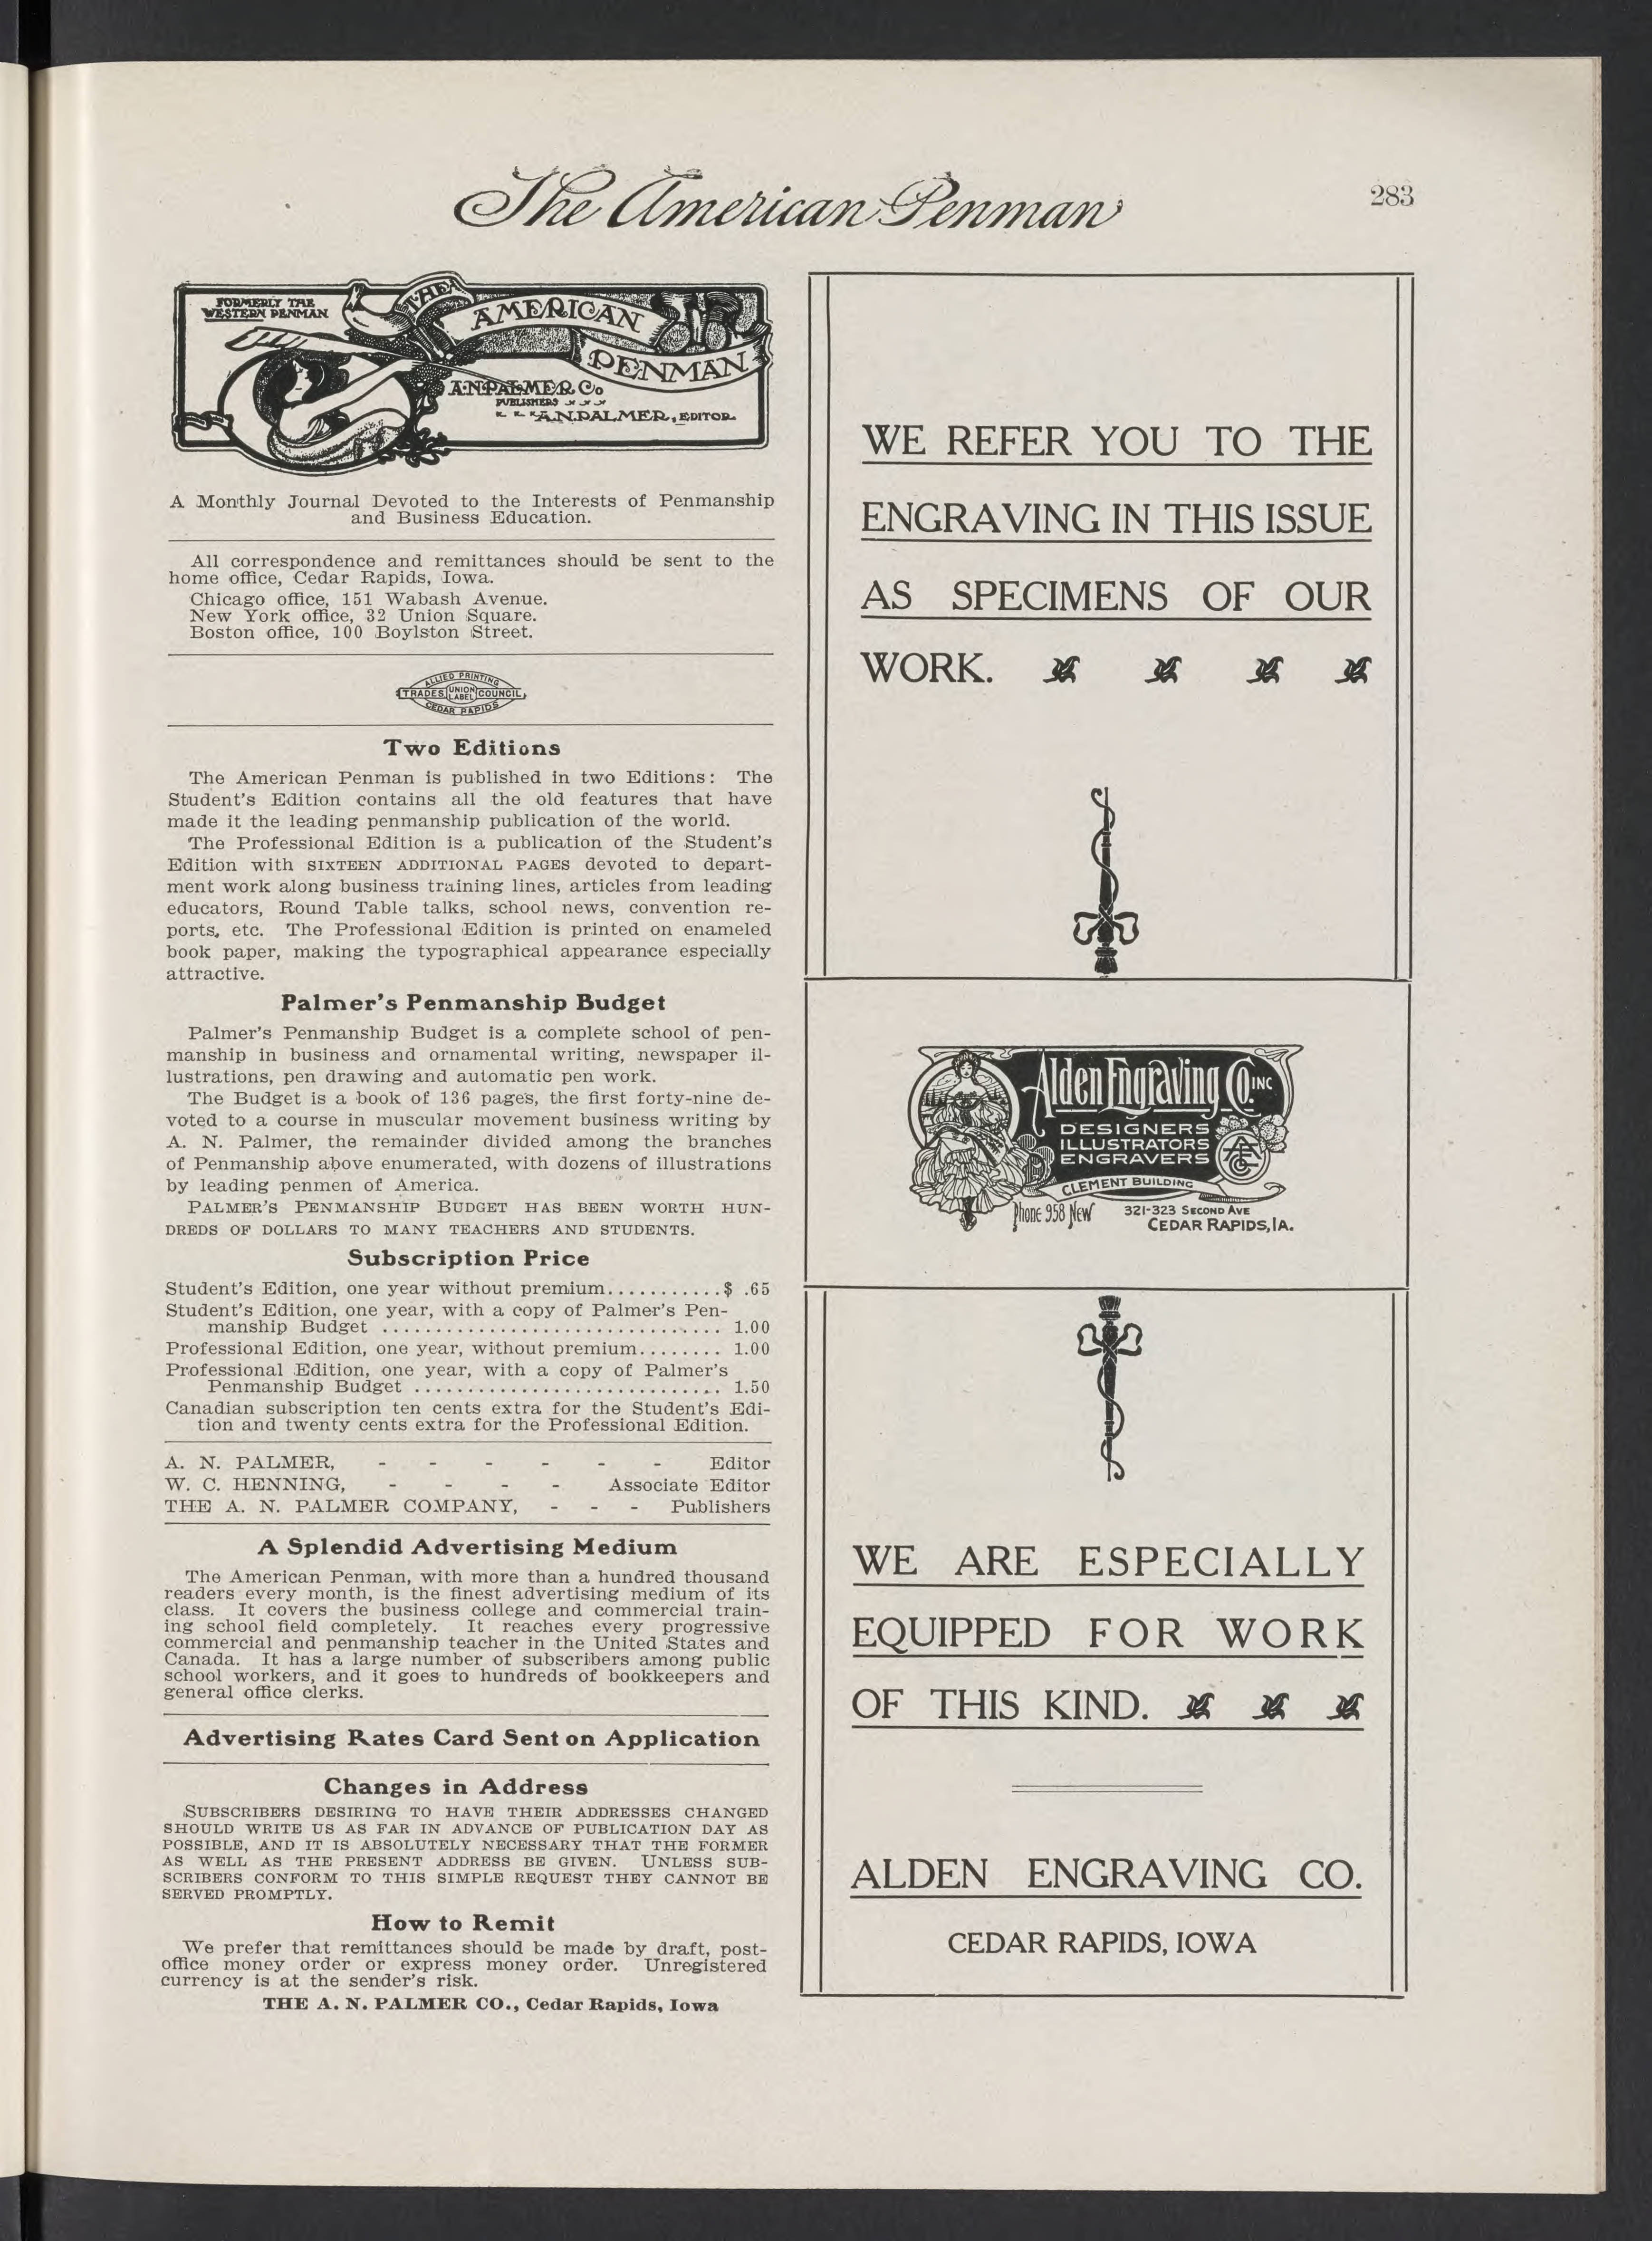 The American Penman
283
FORMERLY THE
WESTERN PENMAN
THE
AMERICAN
PENMAN
A.N.PALMER Co
PUBLISHERS
A.N.PALMER, EDITOR.
A Monthly Journal Devoted to the Interests of Penmanship
and Business Education.
All correspondence and remittances should be sent to the
home office, Cedar Rapids, Iowa.
Chicago office, 151 Wabash Avenue.
New York office, 32 Union Square.
Boston office, 100 Boylston Street.
ALLIED PRINTING
TRADES UNION LABEL COUNCIL
CEDAR RAPIDS
Two Editions
The American Penman is published in two Editions: The
Student's Edition contains all the old features that have
made it the leading penmanship publication of the world.
The Professional Edition is a publication of the Student's
Edition with SIXTEEN ADDITIONAL PAGES devoted to depart-
ment work along business training lines, articles from leading
educators, Round Table talks, school news, convention re-
ports, etc. The Professional Edition is printed on enameled
book paper, making the typographical appearance especially
attractive.
Palmer's Penmanship Budget
Palmer's Penmanship Budget is a complete school of pen-
manship in business and ornamental writing, newspaper il-
lustrations, pen drawing and automatic pen work.
The Budget is a book of 136 pages, the first forty-nine de-
voted to a course in muscular movement business writing by
A. N. Palmer, the remainder divided among the branches
of Penmanship above enumerated, with dozens of illustrations
by leading penmen of America.
PALMER'S PENMANSHIP BUDGET HAS BEEN WORTH HUN-
DREDS OF DOLLARS TO MANY TEACHERS AND STUDENTS.
Subscription Price
Student's Edition, one year without premium...........$ .65
Student's Edition, one year, with a copy of Palmer's Pen-
manship Budget ................................ 1.00
Professional Edition, one year, without premium........ 1.00
Professional Edition, one year, with a copy of Palmer's
Penmanship Budget ............................. 1.50
Canadian subscription ten cents extra for the Student's Edi-
tion and twenty cents extra for the Professional Edition.
A. N. PALMER, - - - - - - Editor
W. C. HENNING, - - - - Associate Editor
THE A. N. PALMER COMPANY, - - - Publishers
A Splendid Advertising Medium
The American Penman, with more than a hundred thousand
readers every month, is the finest advertising medium of its
class. It covers the business college and commercial train-
ing school field completely. It reaches every progressive
commercial and penmanship teacher in the United States and
Canada. It has a large number of subscribers among public
school workers, and it goes to hundreds of bookkeepers and
general office clerks.
Advertising Rates Card Sent on Application
Changes in Address
SUBSCRIBERS DESIRING TO HAVE THEIR ADDRESSES CHANGED
SHOULD WRITE US AS FAR IN ADVANCE OF PUBLICATION DAY AS
POSSIBLE, AND IT IS ABSOLUTELY NECESSARY THAT THE FORMER
AS WELL AS THE PRESENT ADDRESS BE GIVEN. UNLESS SUB-
SCRIBERS CONFORM TO THIS SIMPLE REQUEST THEY CANNOT BE
SERVED PROMPTLY.
How to Remit
We prefer that remittances should be made by draft, post-
office money order or express money order. Unregistered
currency is at the sender's risk.
THE A. N. PALMER CO., Cedar Rapids, Iowa
WE REFER YOU TO THE
ENGRAVING IN THIS ISSUE
AS SPECIMENS OF OUR
WORK.
Alden Engraving Co. INC
DESIGNERS
ILLUSTRATORS
ENGRAVERS
CLEMENT BUILDING
Phone 958 New
321-323 SECOND AVE
CEDAR RAPIDS, IA.
WE ARE ESPECIALLY
EQUIPPED FOR WORK
OF THIS KIND.
ALDEN ENGRAVING CO.
CEDAR RAPIDS, IOWA